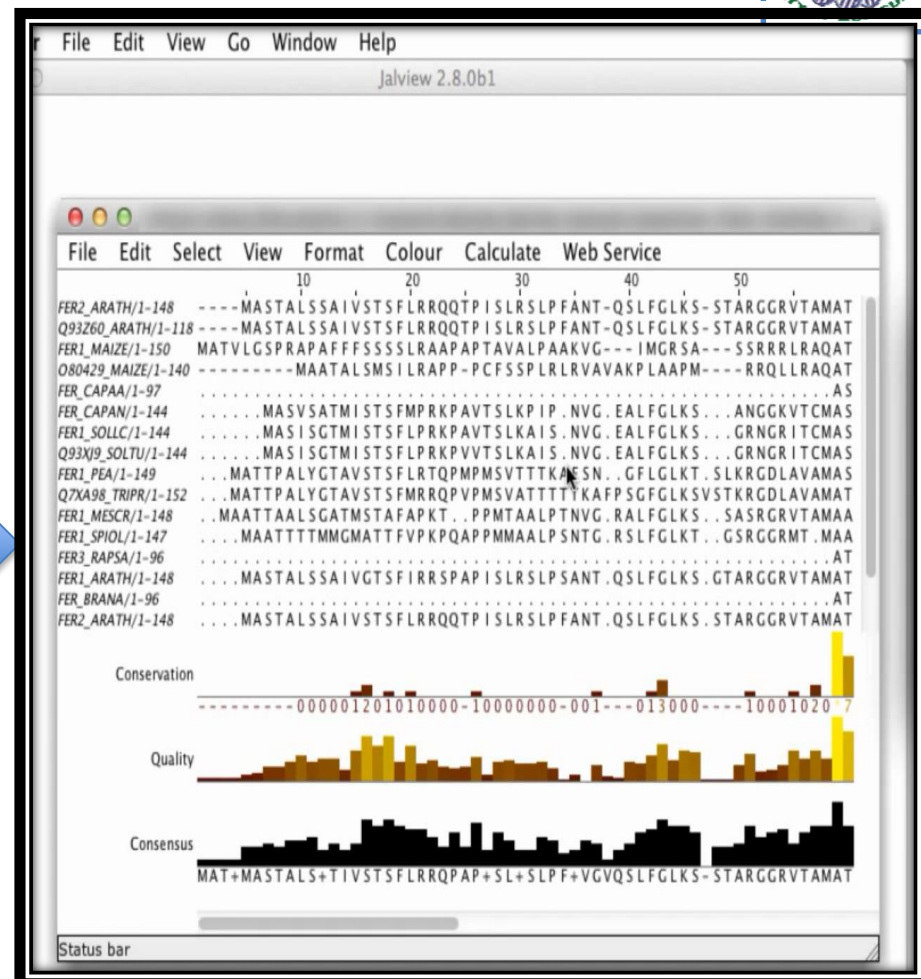 File Edit View Go Window Help
Jalview 2.8.0b1
File Edit Select View Format Colour Calculate Web Service
10 20 30 40 50
FER2_ARATH/1-148 ----MASTALSSAIVSTSFLRRQQTPISLRSLPFANT-QSLFGLKS-STARGGRVTAMAT
Q93Z60_ARATH/1-118 ----MASTALSSAIVSTSFLRRQQTPISLRSLPFANT-QSLFGLKS-STARGGRVTAMAT
FER1_MAIZE/1-150 MATVLGSPRAPAFFFSSSSLRAAPAPTAVALPAAKVG---IMGRSA---SSRRRLRAQAT
O80429_MAIZE/1-140 ---------MAATALSMSILRAPP-PCFSSPLRLRVAVAKPLAAPM----RRQLLRAQAT
FER_CAPAA/1-97 ..........................................................AS
FER_CAPAN/1-144 ......MASVSATMISTSFMPRKPAVTSLKPIP.NVG.EALFGLKS...ANGGKVTCMAS
FER1_SOLLC/1-144 ......MASISGTMISTSFLPRKPAVTSLKAIS.NVG.EALFGLKS...GRNGRITCMAS
Q93XJ9_SOLTU/1-144 ......MASISGTMISTSFLPRKPVVTSLKAIS.NVG.EALFGLKS...GRNGRITCMAS
FER1_PEA/1-149 ...MATTPALYGTAVSTSFLRTQPMPMSVTTTKAFSN..GFLGLKT.SLKRGDLAVAMAS
Q7XA98_TRIPR/1-152 ...MATTPALYGTAVSTSFMRRQPVPMSVATTTTTKAFPSGFGLKSVSTKRGDLAVAMAT
FER1_MESCR/1-148 ..MAATTAALSGATMSTAFAPKT..PPMTAALPTNVG.RALFGLKS..SASRGRVTAMAA
FER1_SPIOL/1-147 ....MAATTTTMMGMATTFVPKPQAPPMMAALPSNTG.RSLFGLKT..GSRGGRMT.MAA
FER3_RAPSA/1-96 ..........................................................AT
FER1_ARATH/1-148 ....MASTALSSAIVGTSFIRRSPAPISLRSLPSANT.QSLFGLKS.GTARGGRVTAMAT
FER_BRANA/1-96 ..........................................................AT
FER2_ARATH/1-148 ....MASTALSSAIVSTSFLRRQQTPISLRSLPFANT.QSLFGLKS.STARGGRVTAMAT
Conservation
---------000001201010000-10000000-001---013000----10001020*7
Quality
Consensus
MAT+MASTALS+TIVSTSFLRRQPAP+SL+SLPF+VGVQSLFGLKS-STARGGRVTAMAT
Status bar